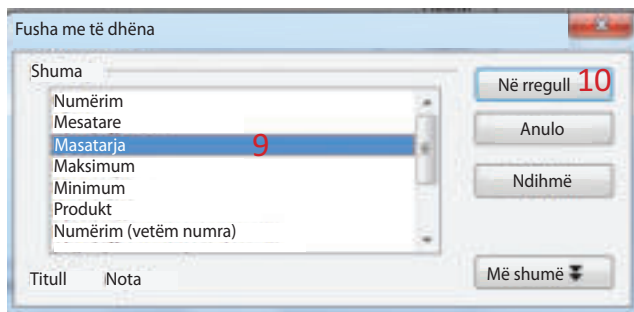 Fusha me të dhëna
Shuma
Numërim
Mesatare
Masatarja 9
Maksimum
Minimum
Produkt
Numërim (vetëm numra)
Në rregull 10
Anulo
Ndihmë
Më shumë
Titull Nota